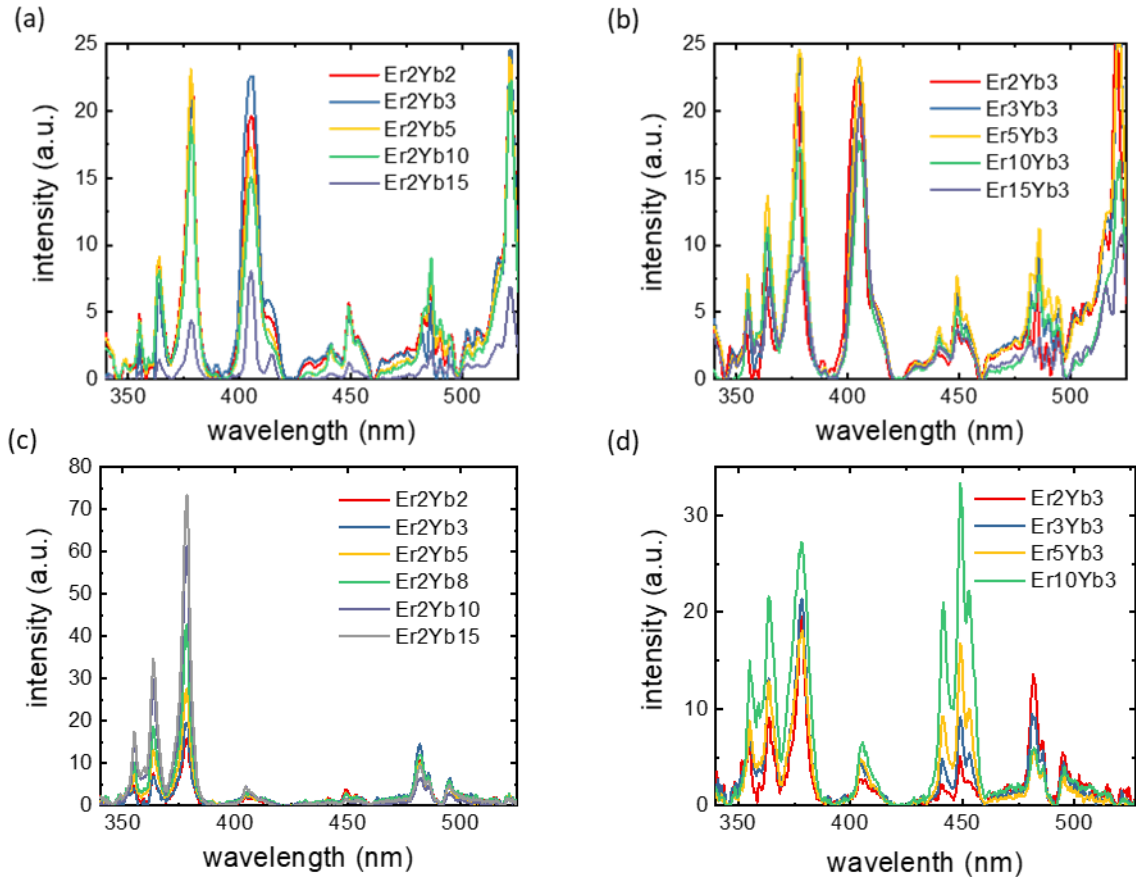 (a)
25
20
15
10
5
0
intensity (a.u.)
Er2Yb2
Er2Yb3
Er2Yb5
Er2Yb10
Er2Yb15
350 400 450 500
wavelength (nm)
(b)
25
20
15
10
5
0
intensity (a.u.)
Er2Yb3
Er3Yb3
Er5Yb3
Er10Yb3
Er15Yb3
350 400 450 500
wavelength (nm)
(c)
80
70
60
50
40
30
20
10
0
intensity (a.u.)
Er2Yb2
Er2Yb3
Er2Yb5
Er2Yb8
Er2Yb10
Er2Yb15
350 400 450 500
wavelength (nm)
(d)
30
20
10
0
intensity (a.u.)
Er2Yb3
Er3Yb3
Er5Yb3
Er10Yb3
350 400 450 500
wavelenth (nm)